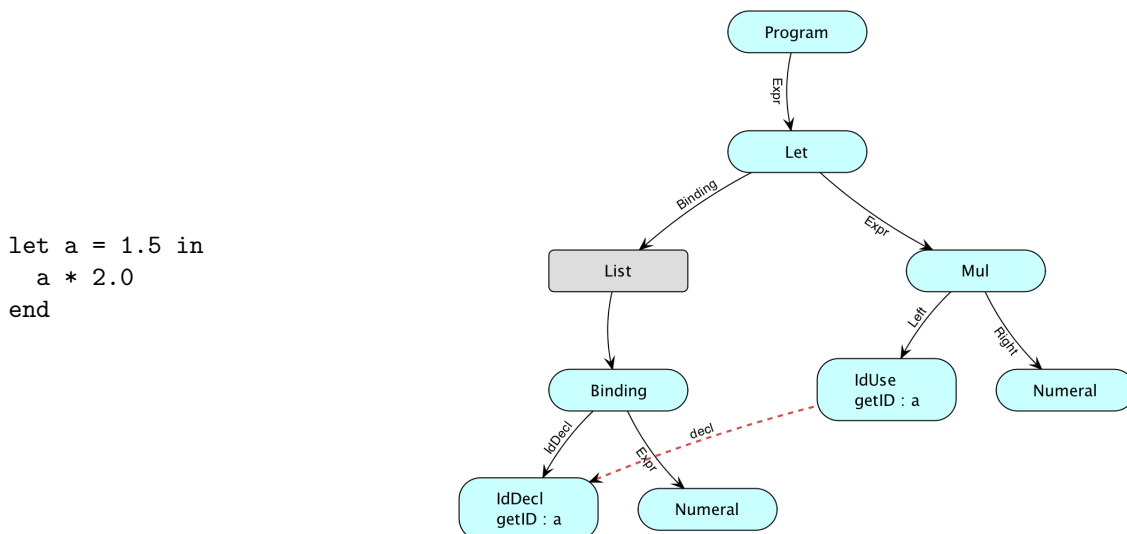 let a = 1.5 in
  a * 2.0
end
Program
Expr
Let
Binding
Expr
List
Mul
Left
Right
Binding
IdUse
getID : a
Numeral
decl
IdDecl
Expr
IdDecl
getID : a
Numeral